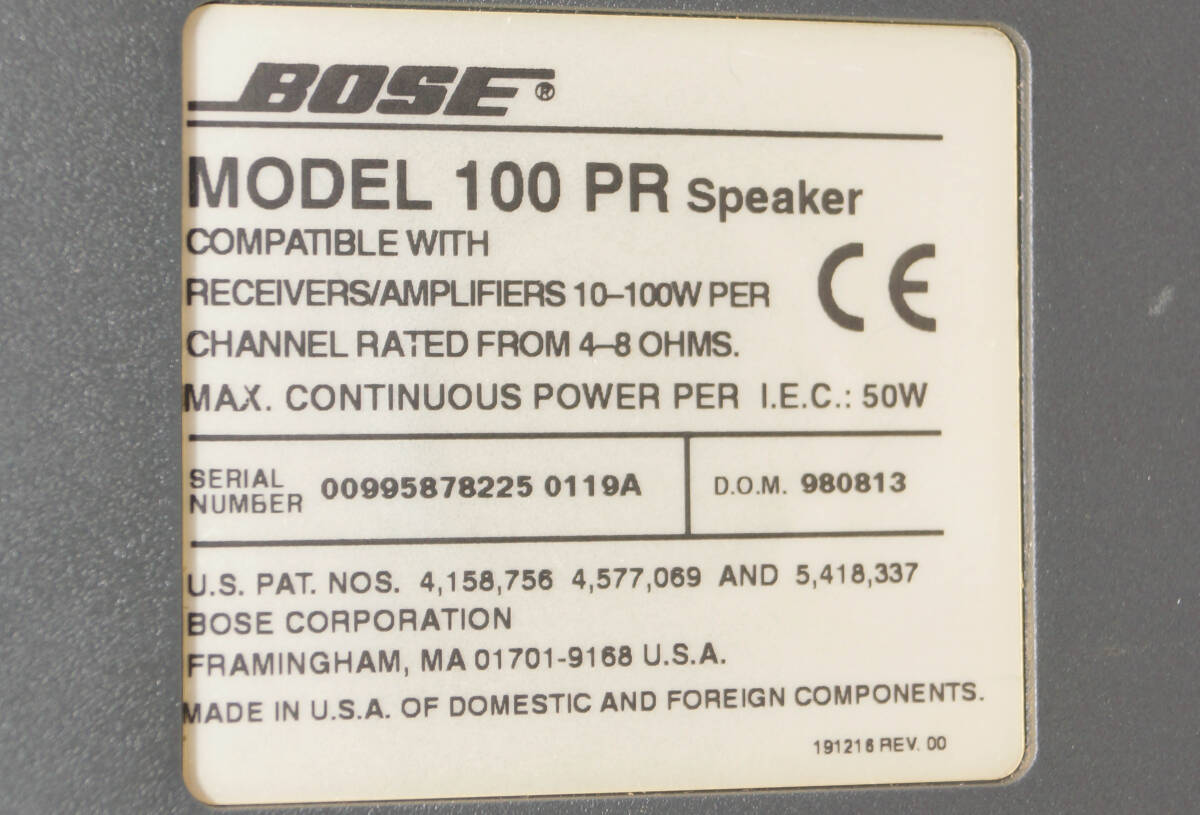 BOSE®
MODEL 100 PR Speaker
COMPATIBLE WITH
RECEIVERS/AMPLIFIERS 10–100W PER
CHANNEL RATED FROM 4–8 OHMS.
CE
MAX. CONTINUOUS POWER PER I.E.C.: 50W
SERIAL
NUMBER 00995878225 0119A
D.O.M. 980813
U.S. PAT. NOS. 4,158,756 4,577,069 AND 5,418,337
BOSE CORPORATION
FRAMINGHAM, MA 01701-9168 U.S.A.
MADE IN U.S.A. OF DOMESTIC AND FOREIGN COMPONENTS.
191216 REV. 00